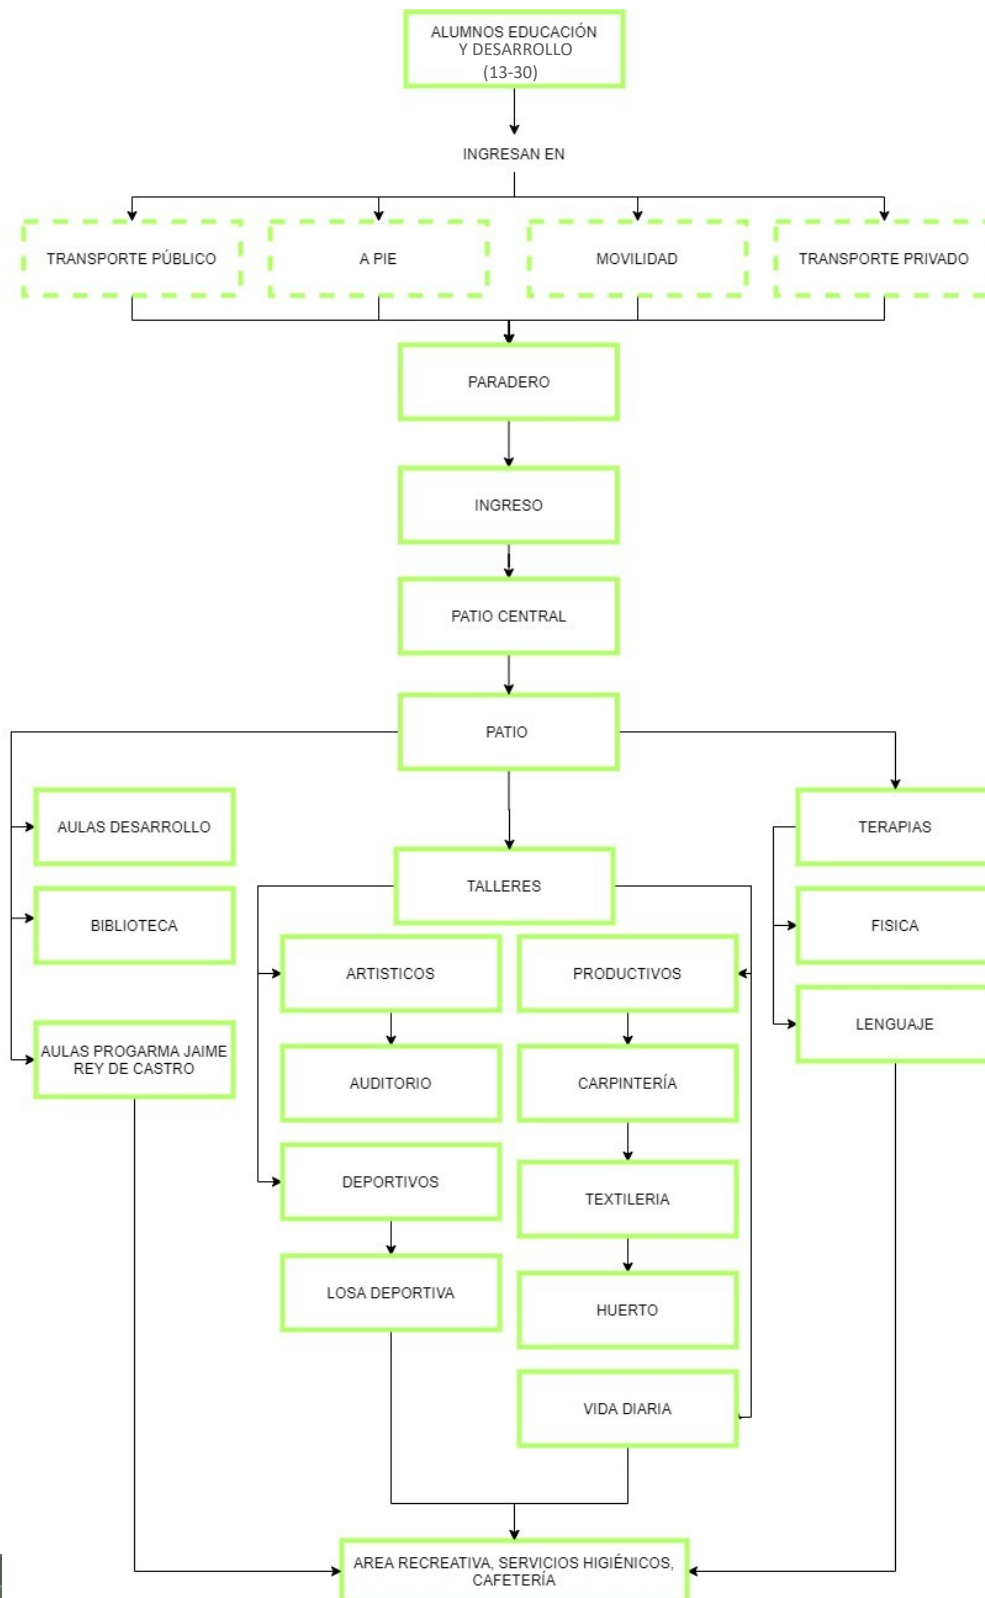 ALUMNOS EDUCACIÓN
Y DESARROLLO
(13-30)
INGRESAN EN
TRANSPORTE PÚBLICO
A PIE
MOVILIDAD
TRANSPORTE PRIVADO
PARADERO
INGRESO
PATIO CENTRAL
PATIO
AULAS DESARROLLO
BIBLIOTECA
AULAS PROGARMA JAIME
REY DE CASTRO
TALLERES
ARTISTICOS
AUDITORIO
DEPORTIVOS
LOSA DEPORTIVA
PRODUCTIVOS
CARPINTERÍA
TEXTILERIA
HUERTO
VIDA DIARIA
TERAPIAS
FISICA
LENGUAJE
AREA RECREATIVA, SERVICIOS HIGIÉNICOS,
CAFETERÍA